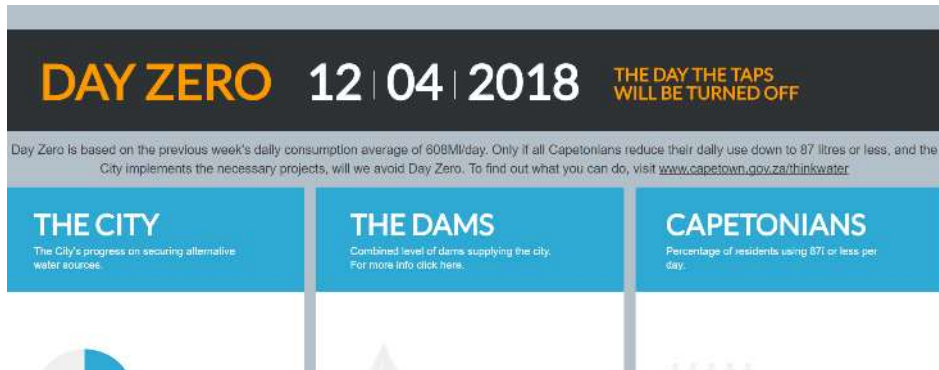 DAY ZERO 12 | 04 | 2018 THE DAY THE TAPS
WILL BE TURNED OFF
Day Zero is based on the previous week's daily consumption average of 608Ml/day. Only if all Capetonians reduce their daily use down to 87 litres or less, and the
City implements the necessary projects, will we avoid Day Zero. To find out what you can do, visit www.capetown.gov.za/thinkwater
THE CITY
The City's progress on securing alternative
water sources.
THE DAMS
Combined level of dams supplying the city.
For more info click here.
CAPETONIANS
Percentage of residents using 87l or less per
day.